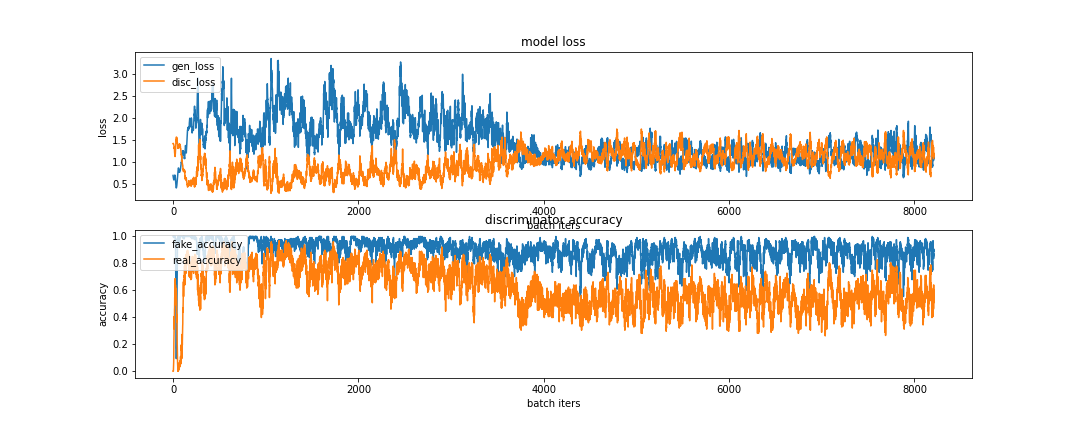 model loss
gen_loss
disc_loss
loss
3.0
2.5
2.0
1.5
1.0
0.5
0 2000 4000 6000 8000
batch iters
discriminator accuracy
fake_accuracy
real_accuracy
accuracy
1.0
0.8
0.6
0.4
0.2
0.0
0 2000 4000 6000 8000
batch iters